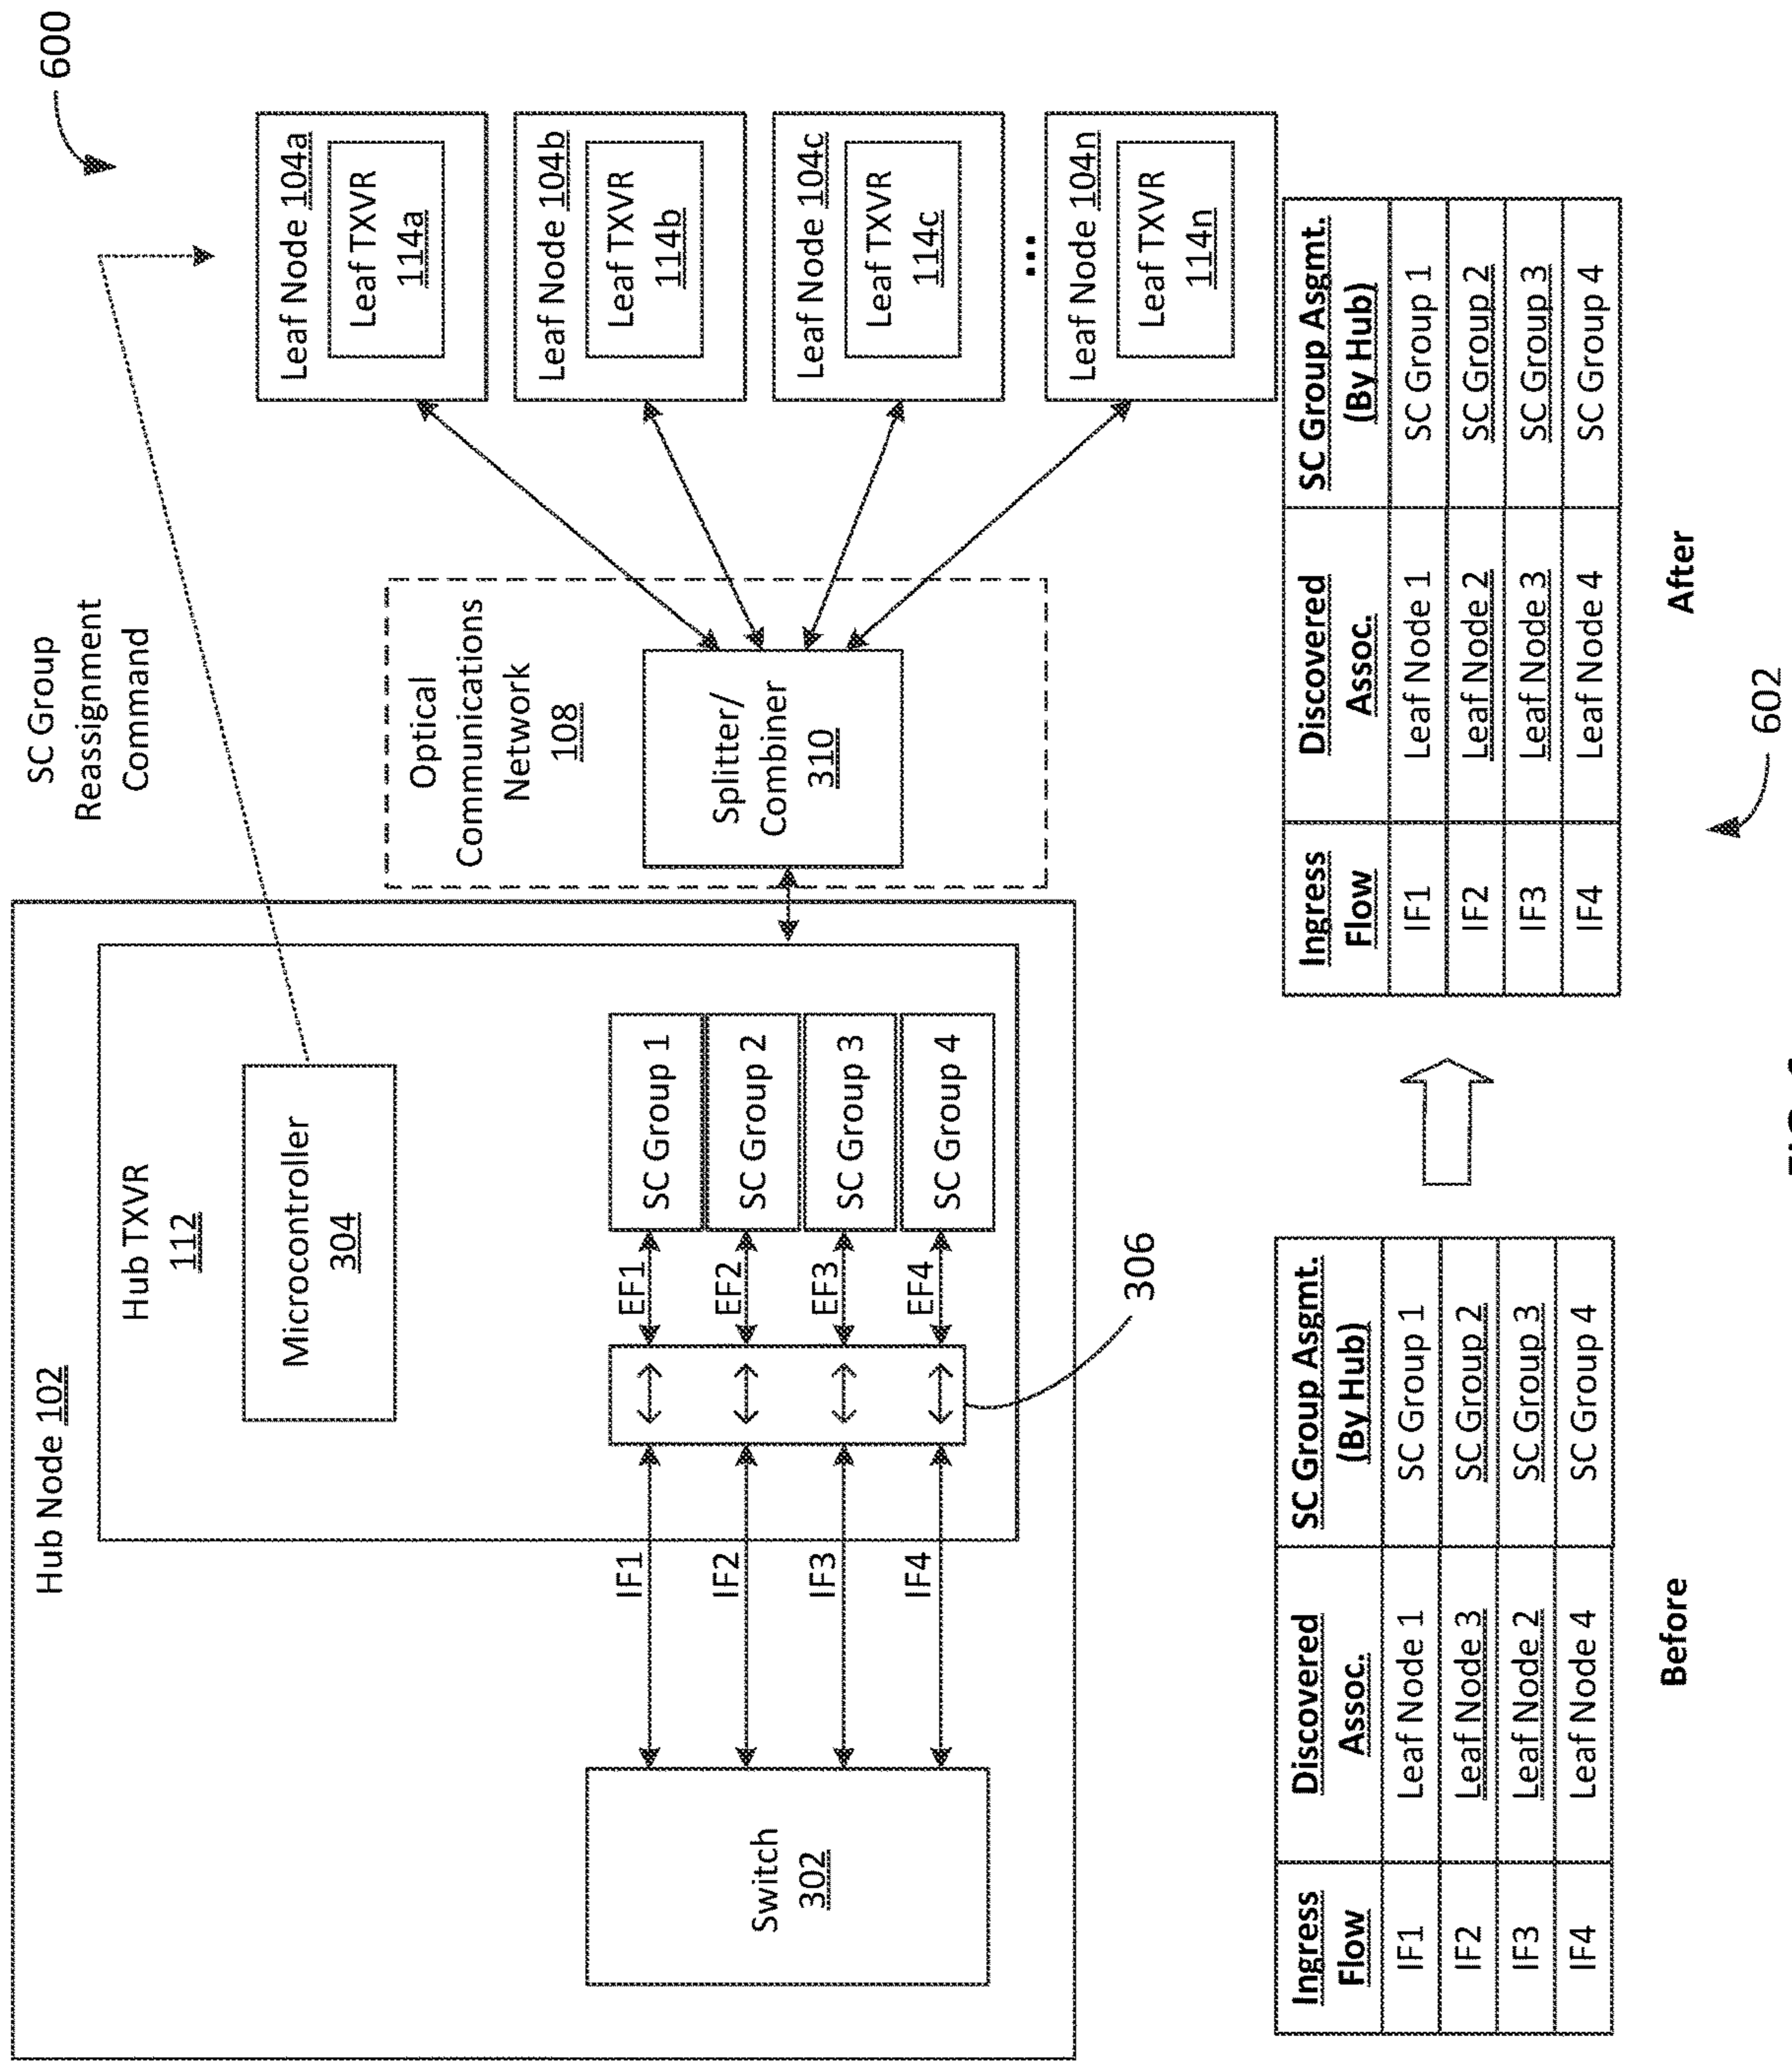 600
SC Group
Reassignment
Command
Hub Node 102
Hub TXVR
112
Microcontroller
304
Switch
302
IF1
IF2
IF3
IF4
EF1
EF2
EF3
EF4
SC Group 1
SC Group 2
SC Group 3
SC Group 4
306
Optical
Communications
Network
108
Splitter/
Combiner
310
Leaf Node 104a
Leaf TXVR
114a
Leaf Node 104b
Leaf TXVR
114b
Leaf Node 104c
Leaf TXVR
114c
...
Leaf Node 104n
Leaf TXVR
114n
Ingress Flow Discovered Assoc. SC Group Asgmt. (By Hub)
IF1 Leaf Node 1 SC Group 1
IF2 Leaf Node 3 SC Group 2
IF3 Leaf Node 2 SC Group 3
IF4 Leaf Node 4 SC Group 4
Before
Ingress Flow Discovered Assoc. SC Group Asgmt. (By Hub)
IF1 Leaf Node 1 SC Group 1
IF2 Leaf Node 2 SC Group 2
IF3 Leaf Node 3 SC Group 3
IF4 Leaf Node 4 SC Group 4
After
602